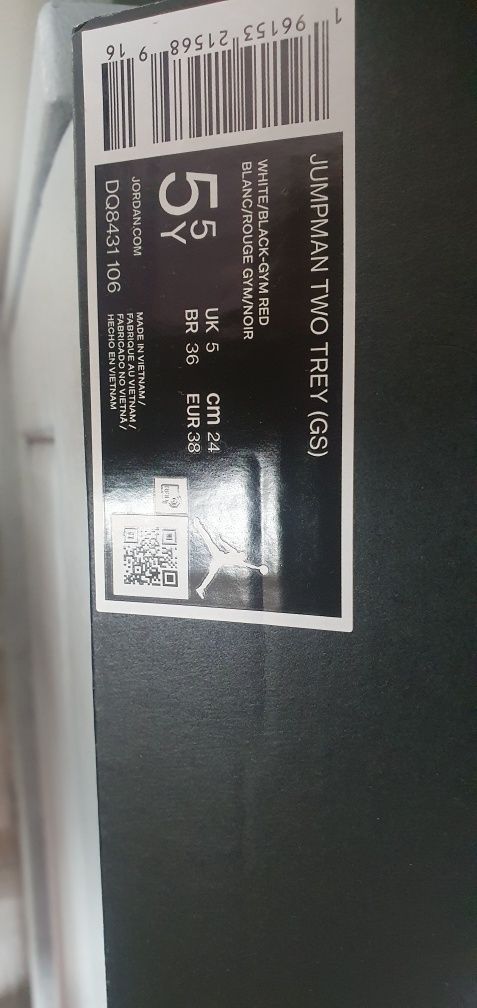 1 96153 21568 9 16
JUMPMAN TWO TREY (GS)
WHITE/BLACK-GYM RED
BLANC/ROUGE GYM/NOIR
5 5 Y
UK 5 cm 24
BR 36 EUR 38
JORDAN.COM
DQ8431 106
MADE IN VIETNAM /
FABRIQUE AU VIETNAM /
FABRICADO NO VIETNÃ /
HECHO EN VIETNAM